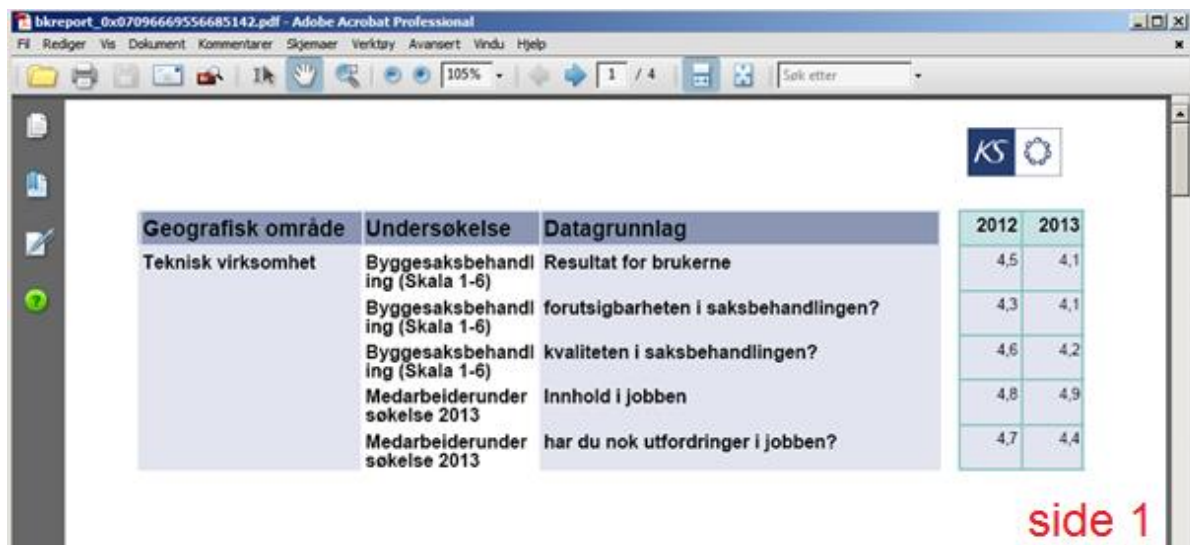 bkreport_0x07096669556685142.pdf - Adobe Acrobat Professional
Fil Rediger Vis Dokument Kommentarer Skjemaer Verktøy Avansert Vindu Hjelp
105% 1 / 4 Søk etter
KS
Geografisk område Undersøkelse Datagrunnlag 2012 2013
Teknisk virksomhet Byggesaksbehandl Resultat for brukerne 4,5 4,1
ing (Skala 1-6)
Byggesaksbehandl forutsigbarheten i saksbehandlingen? 4,3 4,1
ing (Skala 1-6)
Byggesaksbehandl kvaliteten i saksbehandlingen? 4,6 4,2
ing (Skala 1-6)
Medarbeiderunder Innhold i jobben 4,8 4,9
søkelse 2013
Medarbeiderunder har du nok utfordringer i jobben? 4,7 4,4
søkelse 2013
side 1